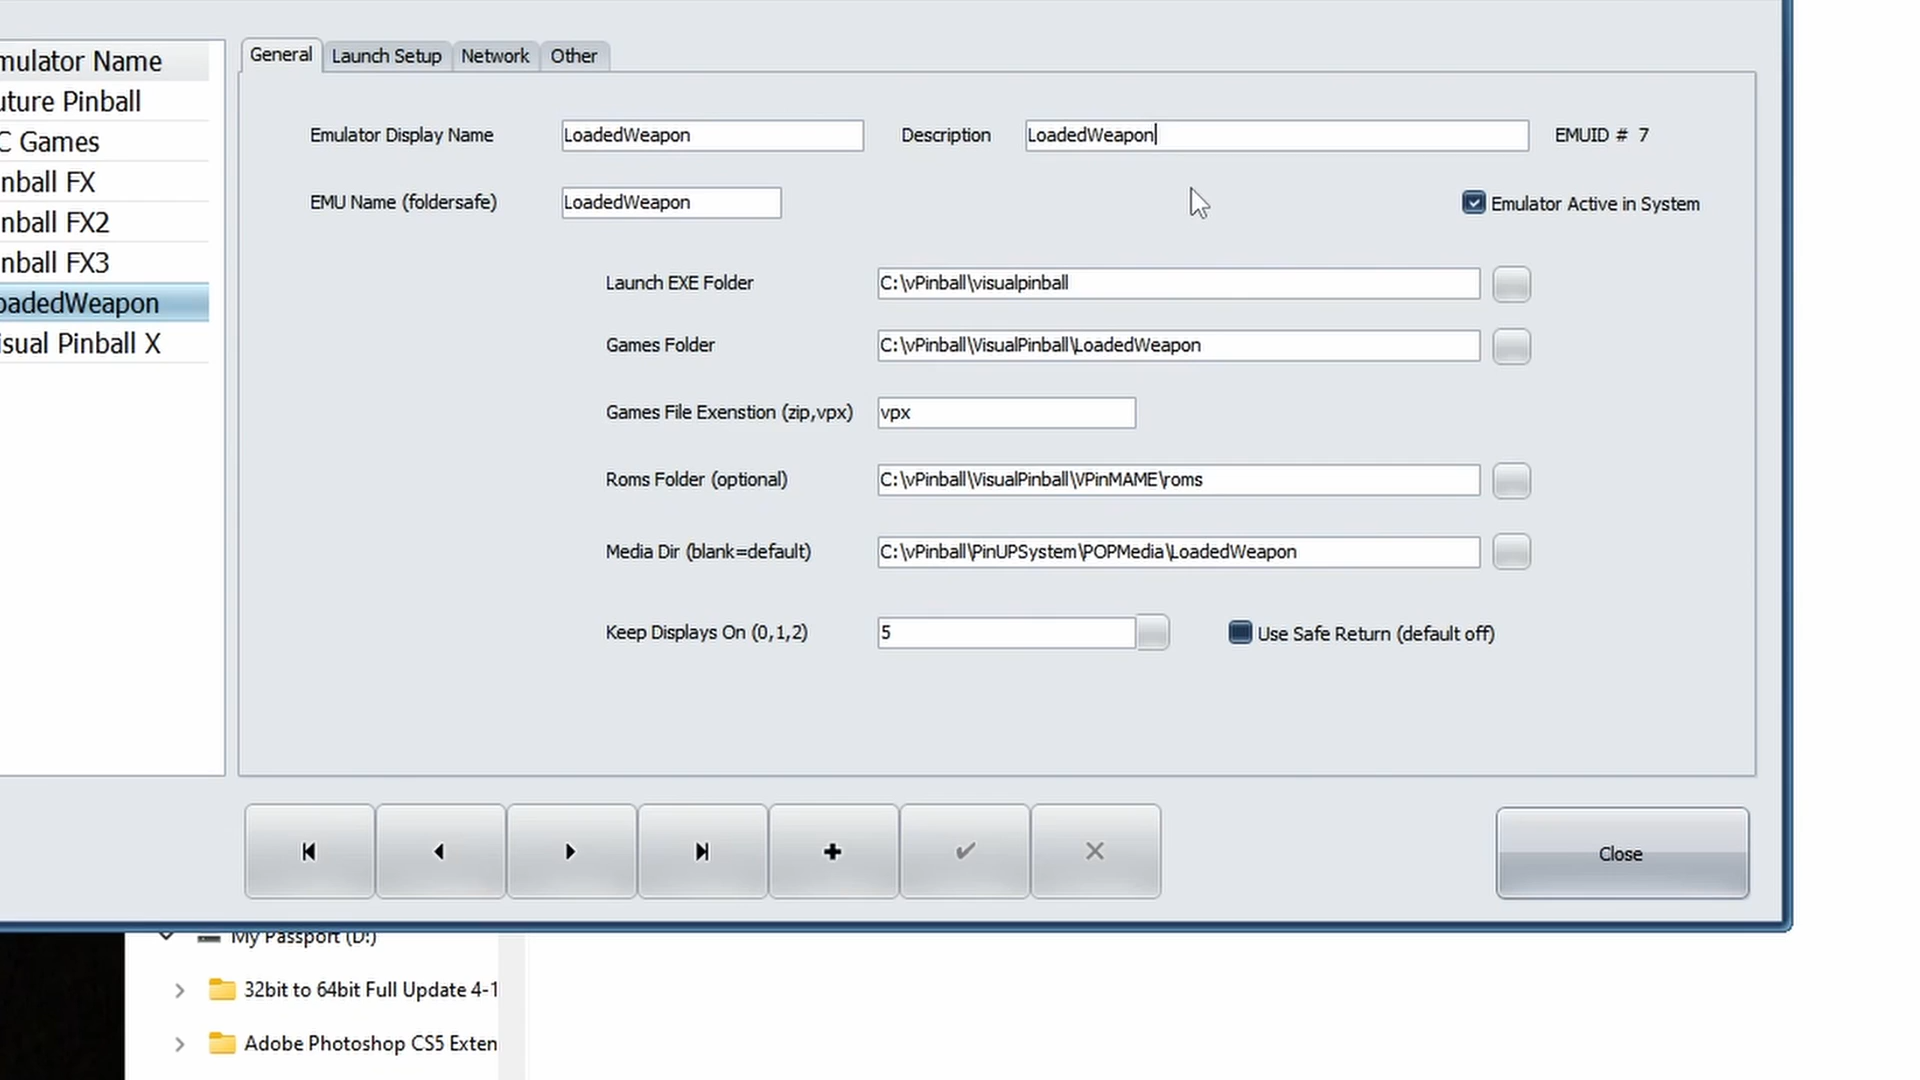 mulator Name
uture Pinball
C Games
nball FX
nball FX2
nball FX3
oadedWeapon
isual Pinball X
General Launch Setup Network Other
Emulator Display Name LoadedWeapon Description LoadedWeapon EMUID # 7
EMU Name (foldersafe) LoadedWeapon Emulator Active in System
Launch EXE Folder C:\vPinball\visualpinball
Games Folder C:\vPinball\VisualPinball\LoadedWeapon
Games File Exenstion (zip,vpx) vpx
Roms Folder (optional) C:\vPinball\VisualPinball\VPinMAME\roms
Media Dir (blank=default) C:\vPinball\PinUPSystem\POPMedia\LoadedWeapon
Keep Displays On (0,1,2) 5 Use Safe Return (default off)
Close
My Passport (D:)
32bit to 64bit Full Update 4-1
Adobe Photoshop CS5 Exten